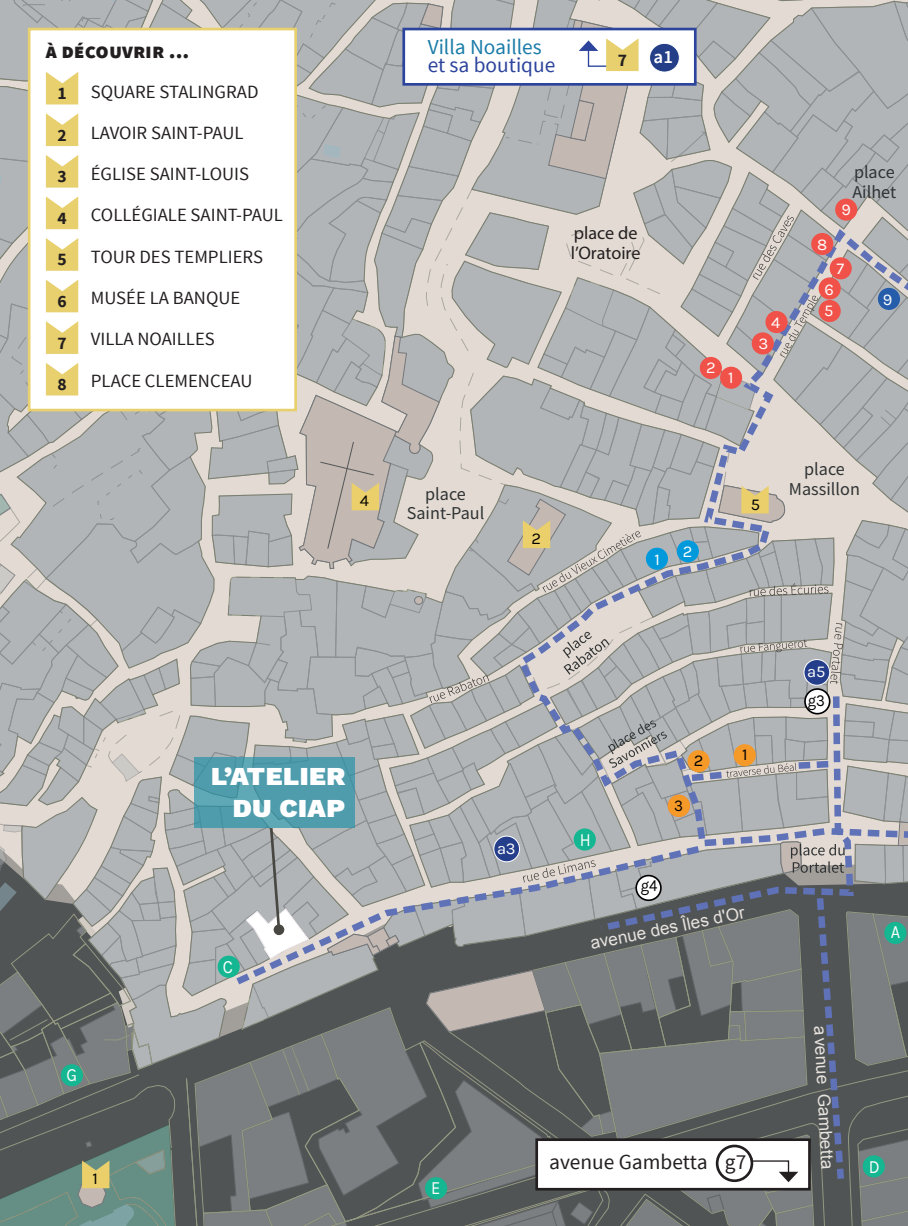 À DÉCOUVRIR ...
1 SQUARE STALINGRAD
2 LAVOIR SAINT-PAUL
3 ÉGLISE SAINT-LOUIS
4 COLLÉGIALE SAINT-PAUL
5 TOUR DES TEMPLIERS
6 MUSÉE LA BANQUE
7 VILLA NOAILLES
8 PLACE CLEMENCEAU
Villa Noailles
et sa boutique
7 a1
place
Ailhet
9
8
7
6
5
9
4
3
2
1
rue des Caves
rue du Temple
place de
l'Oratoire
place
Massillon
5
place
Saint-Paul
4
2
rue du Vieux Cimetière
1
2
rue des Écuries
rue Portalet
place
Rabaton
rue Fanguerot
rue Rabaton
a5
g3
place des
Savonniers
2
1
traverse du Béal
3
L'ATELIER
DU CIAP
a3
H
rue de Limans
g4
place du
Portalet
avenue des Îles d'Or
A
C
G
avenue Gambetta
1
E
D
avenue Gambetta g7